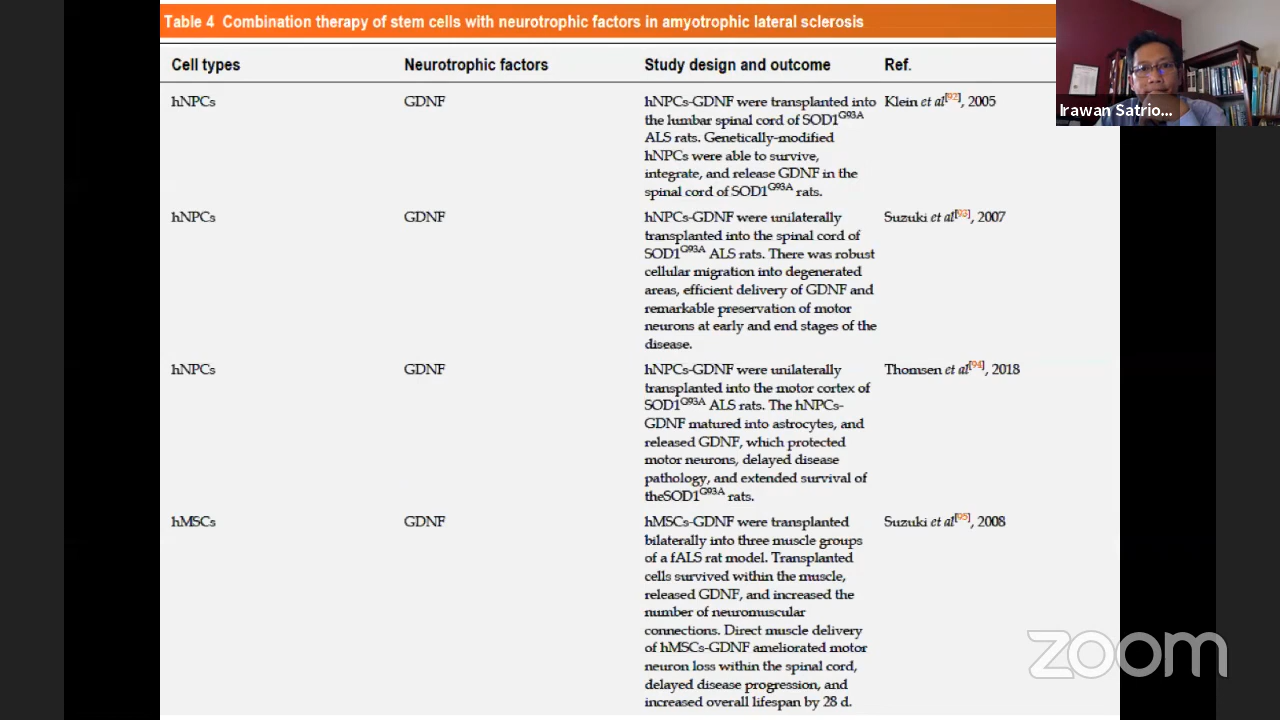 Table 4 Combination therapy of stem cells with neurotrophic factors in amyotrophic lateral sclerosis
Cell types Neurotrophic factors Study design and outcome Ref.
hNPCs GDNF hNPCs-GDNF were transplanted into Klein et al[92], 2005
the lumbar spinal cord of SOD1G93A
ALS rats. Genetically-modified
hNPCs were able to survive,
integrate, and release GDNF in the
spinal cord of SOD1G93A rats.
hNPCs GDNF hNPCs-GDNF were unilaterally Suzuki et al[93], 2007
transplanted into the spinal cord of
SOD1G93A ALS rats. There was robust
cellular migration into degenerated
areas, efficient delivery of GDNF and
remarkable preservation of motor
neurons at early and end stages of the
disease.
hNPCs GDNF hNPCs-GDNF were unilaterally Thomsen et al[94], 2018
transplanted into the motor cortex of
SOD1G93A ALS rats. The hNPCs-
GDNF matured into astrocytes, and
released GDNF, which protected
motor neurons, delayed disease
pathology, and extended survival of
theSOD1G93A rats.
hMSCs GDNF hMSCs-GDNF were transplanted Suzuki et al[95], 2008
bilaterally into three muscle groups
of a fALS rat model. Transplanted
cells survived within the muscle,
released GDNF, and increased the
number of neuromuscular
connections. Direct muscle delivery
of hMSCs-GDNF ameliorated motor
neuron loss within the spinal cord,
delayed disease progression, and
increased overall lifespan by 28 d.
Irawan Satrio...
zoom